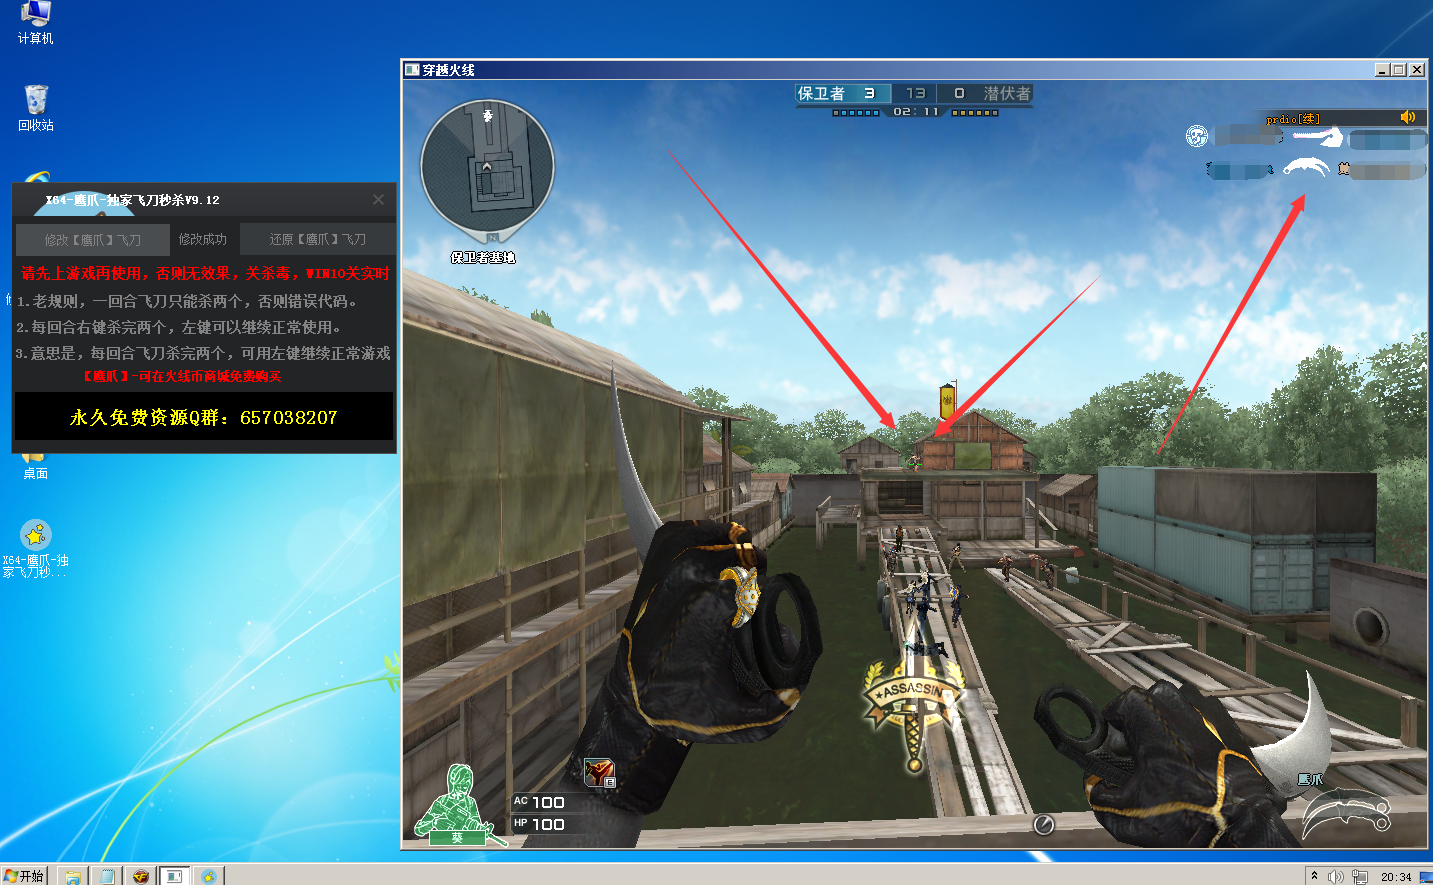 计算机
回收站
X64-鹰爪-独家飞刀秒杀V9.12
修改【鹰爪】飞刀
修改成功
还原【鹰爪】飞刀
请先上游戏再使用，否则无效果，关杀毒，WIN10关实时
1.老规则，一回合飞刀只能杀两个，否则错误代码。
2.每回合右键杀完两个，左键可以继续正常使用。
3.意思是，每回合飞刀杀完两个，可用左键继续正常游戏
【鹰爪】-可在火线币商城免费购买
永久免费资源Q群：657038207
桌面
X64-鹰爪-独
家飞刀秒...
穿越火线
保卫者 3 13 0 潜伏者
02:11
prdio[续]
N
保卫者基地
ASSASSIN
E
AC 100
HP 100
葵
鹰爪
开始
20:34